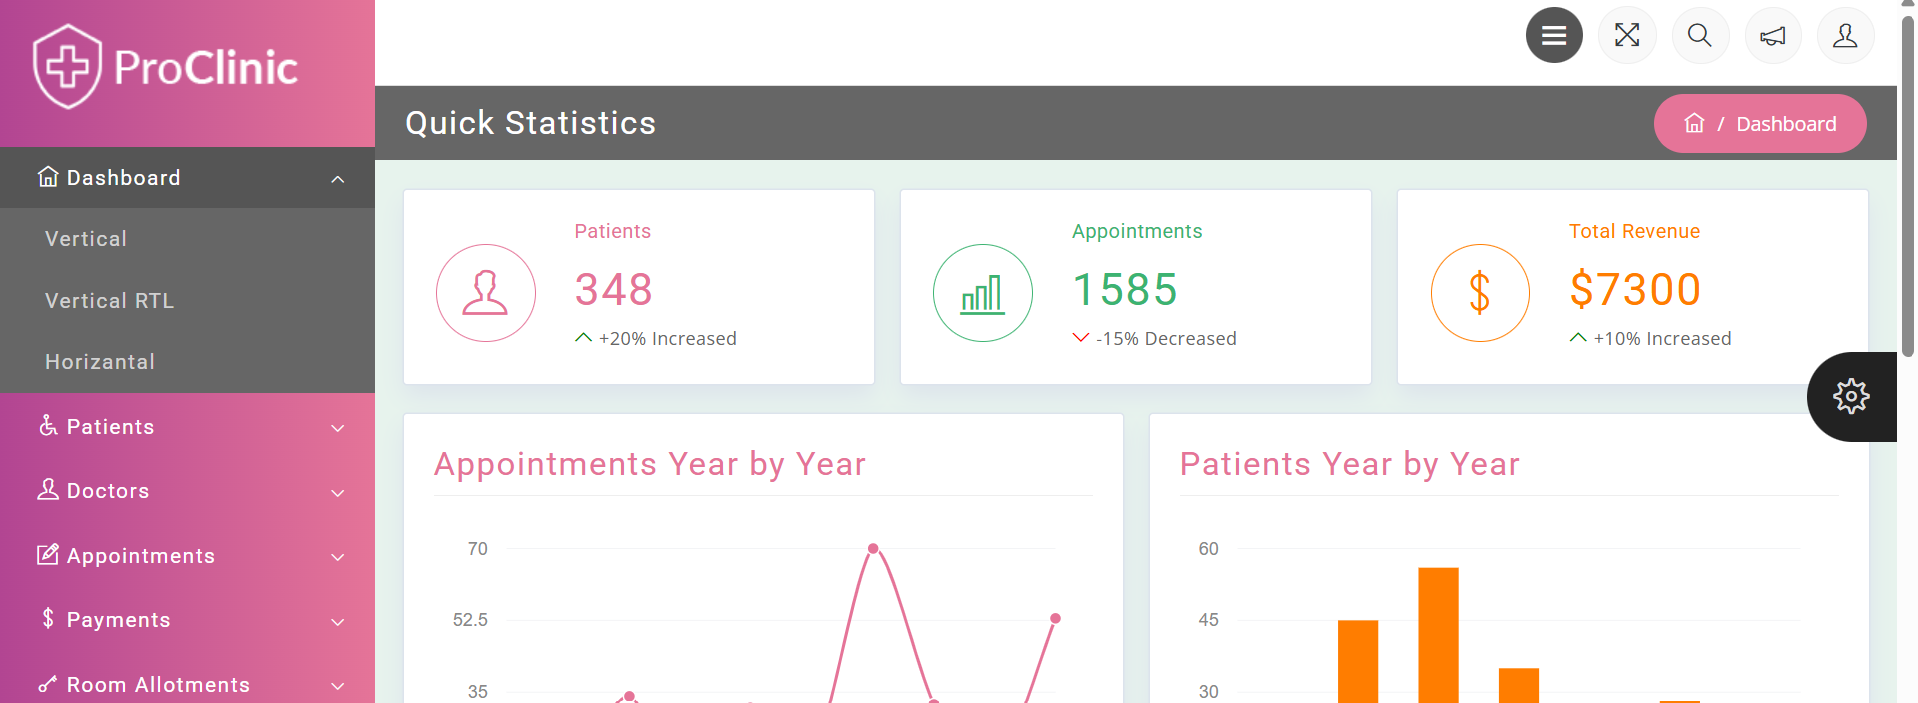 ProClinic
Dashboard
Vertical
Vertical RTL
Horizantal
Patients
Doctors
Appointments
Payments
Room Allotments
Quick Statistics
/ Dashboard
Patients
348
+20% Increased
Appointments
1585
-15% Decreased
Total Revenue
$7300
+10% Increased
Appointments Year by Year
70
52.5
35
Patients Year by Year
60
45
30